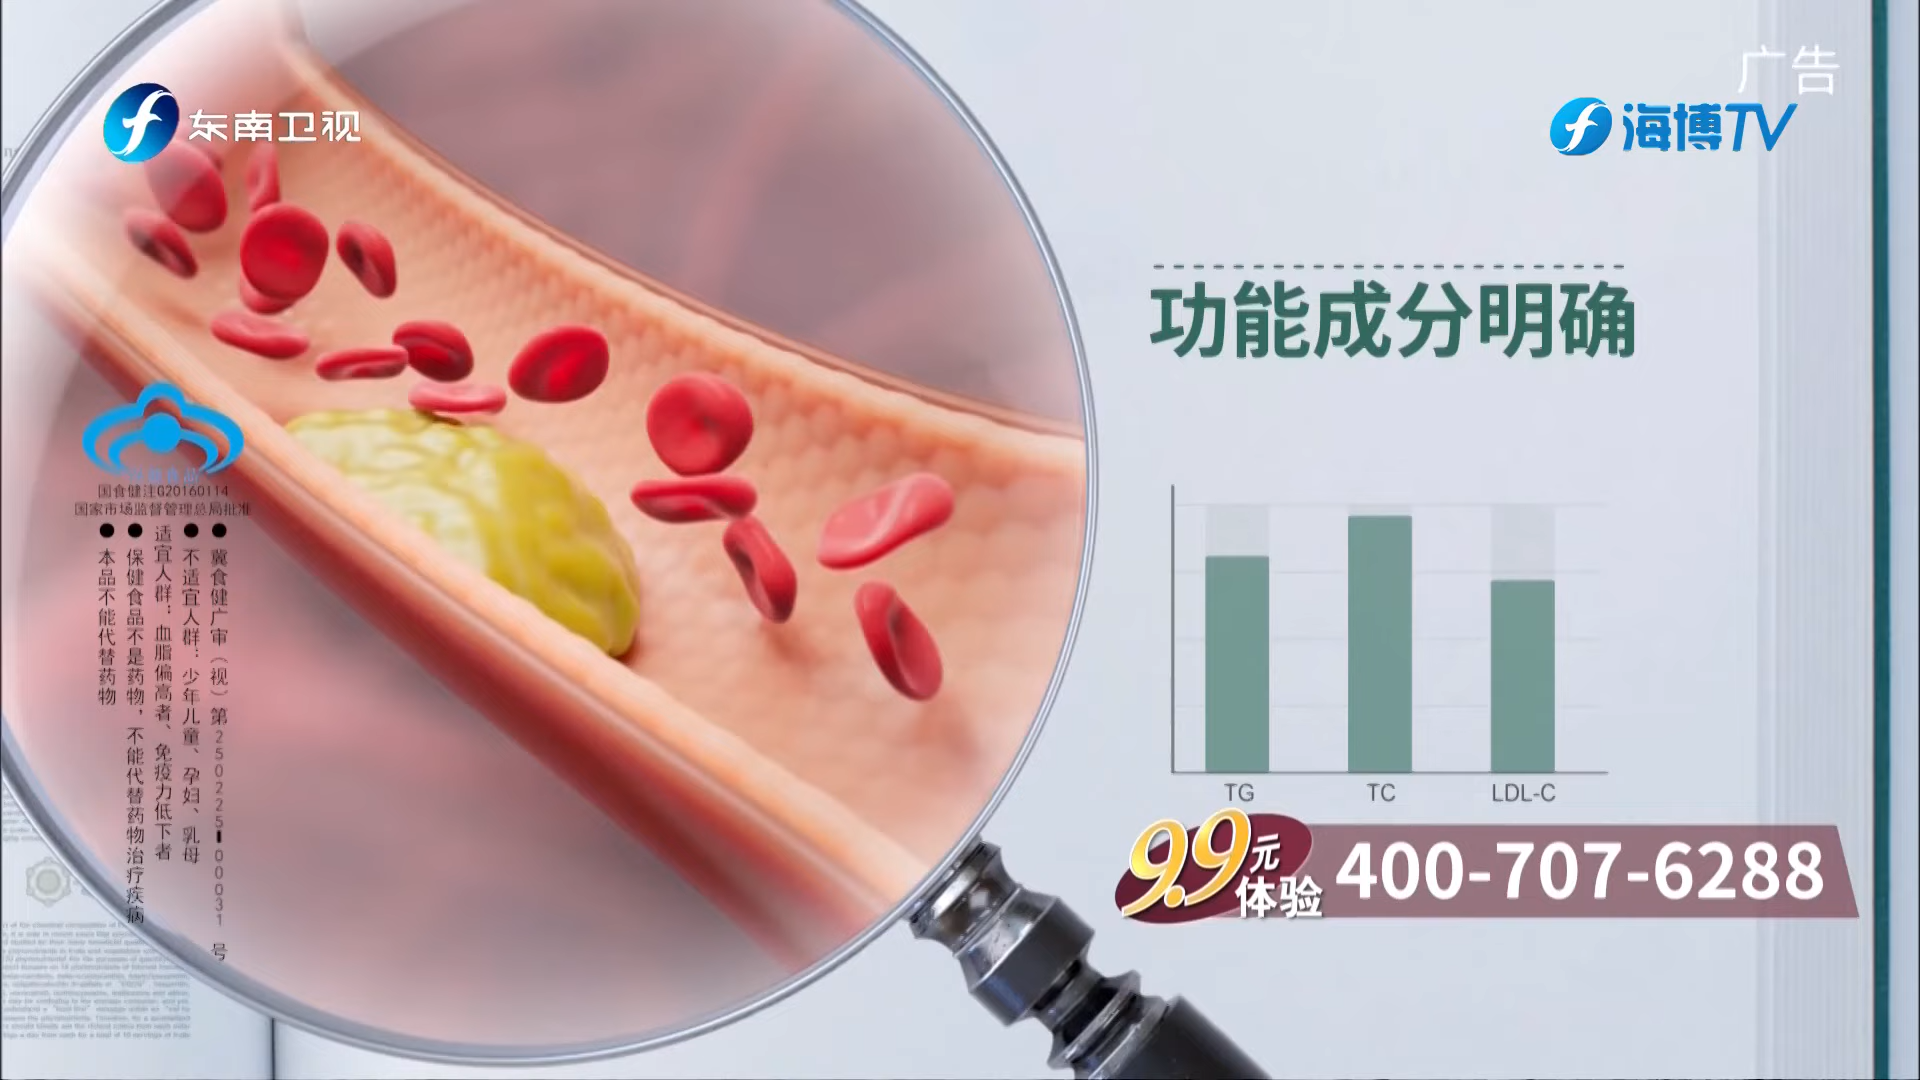 广告
东南卫视
海博TV
功能成分明确
国食健注G20160114
国家市场监督管理总局批准
●冀食健广审（视）第250225-00031号
●不适宜人群：少年儿童、孕妇、乳母
适宜人群：血脂偏高者、免疫力低下者
●保健食品不是药物，不能代替药物治疗疾病
●本品不能代替药物
TG
TC
LDL-C
9.9元
体验
400-707-6288